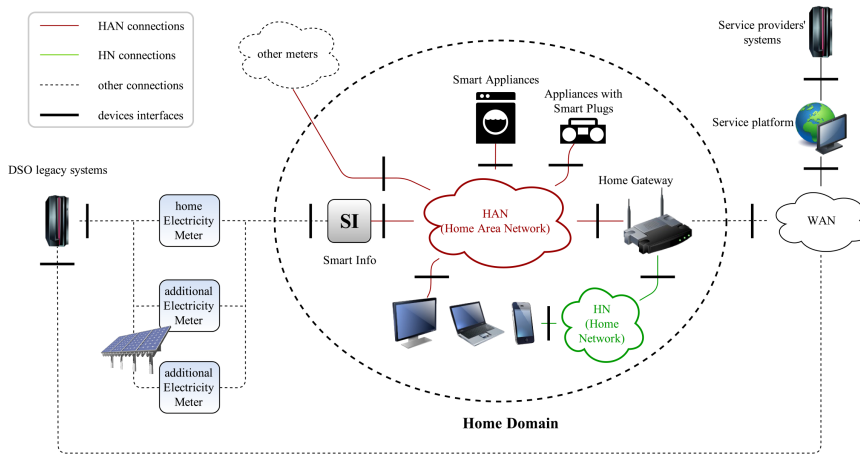 HAN connections
HN connections
other connections
devices interfaces
other meters
Smart Appliances
Appliances with
Smart Plugs
Service providers'
systems
Service platform
DSO legacy systems
home
Electricity
Meter
SI
Smart Info
HAN
(Home Area Network)
Home Gateway
WAN
additional
Electricity
Meter
HN
(Home
Network)
additional
Electricity
Meter
Home Domain